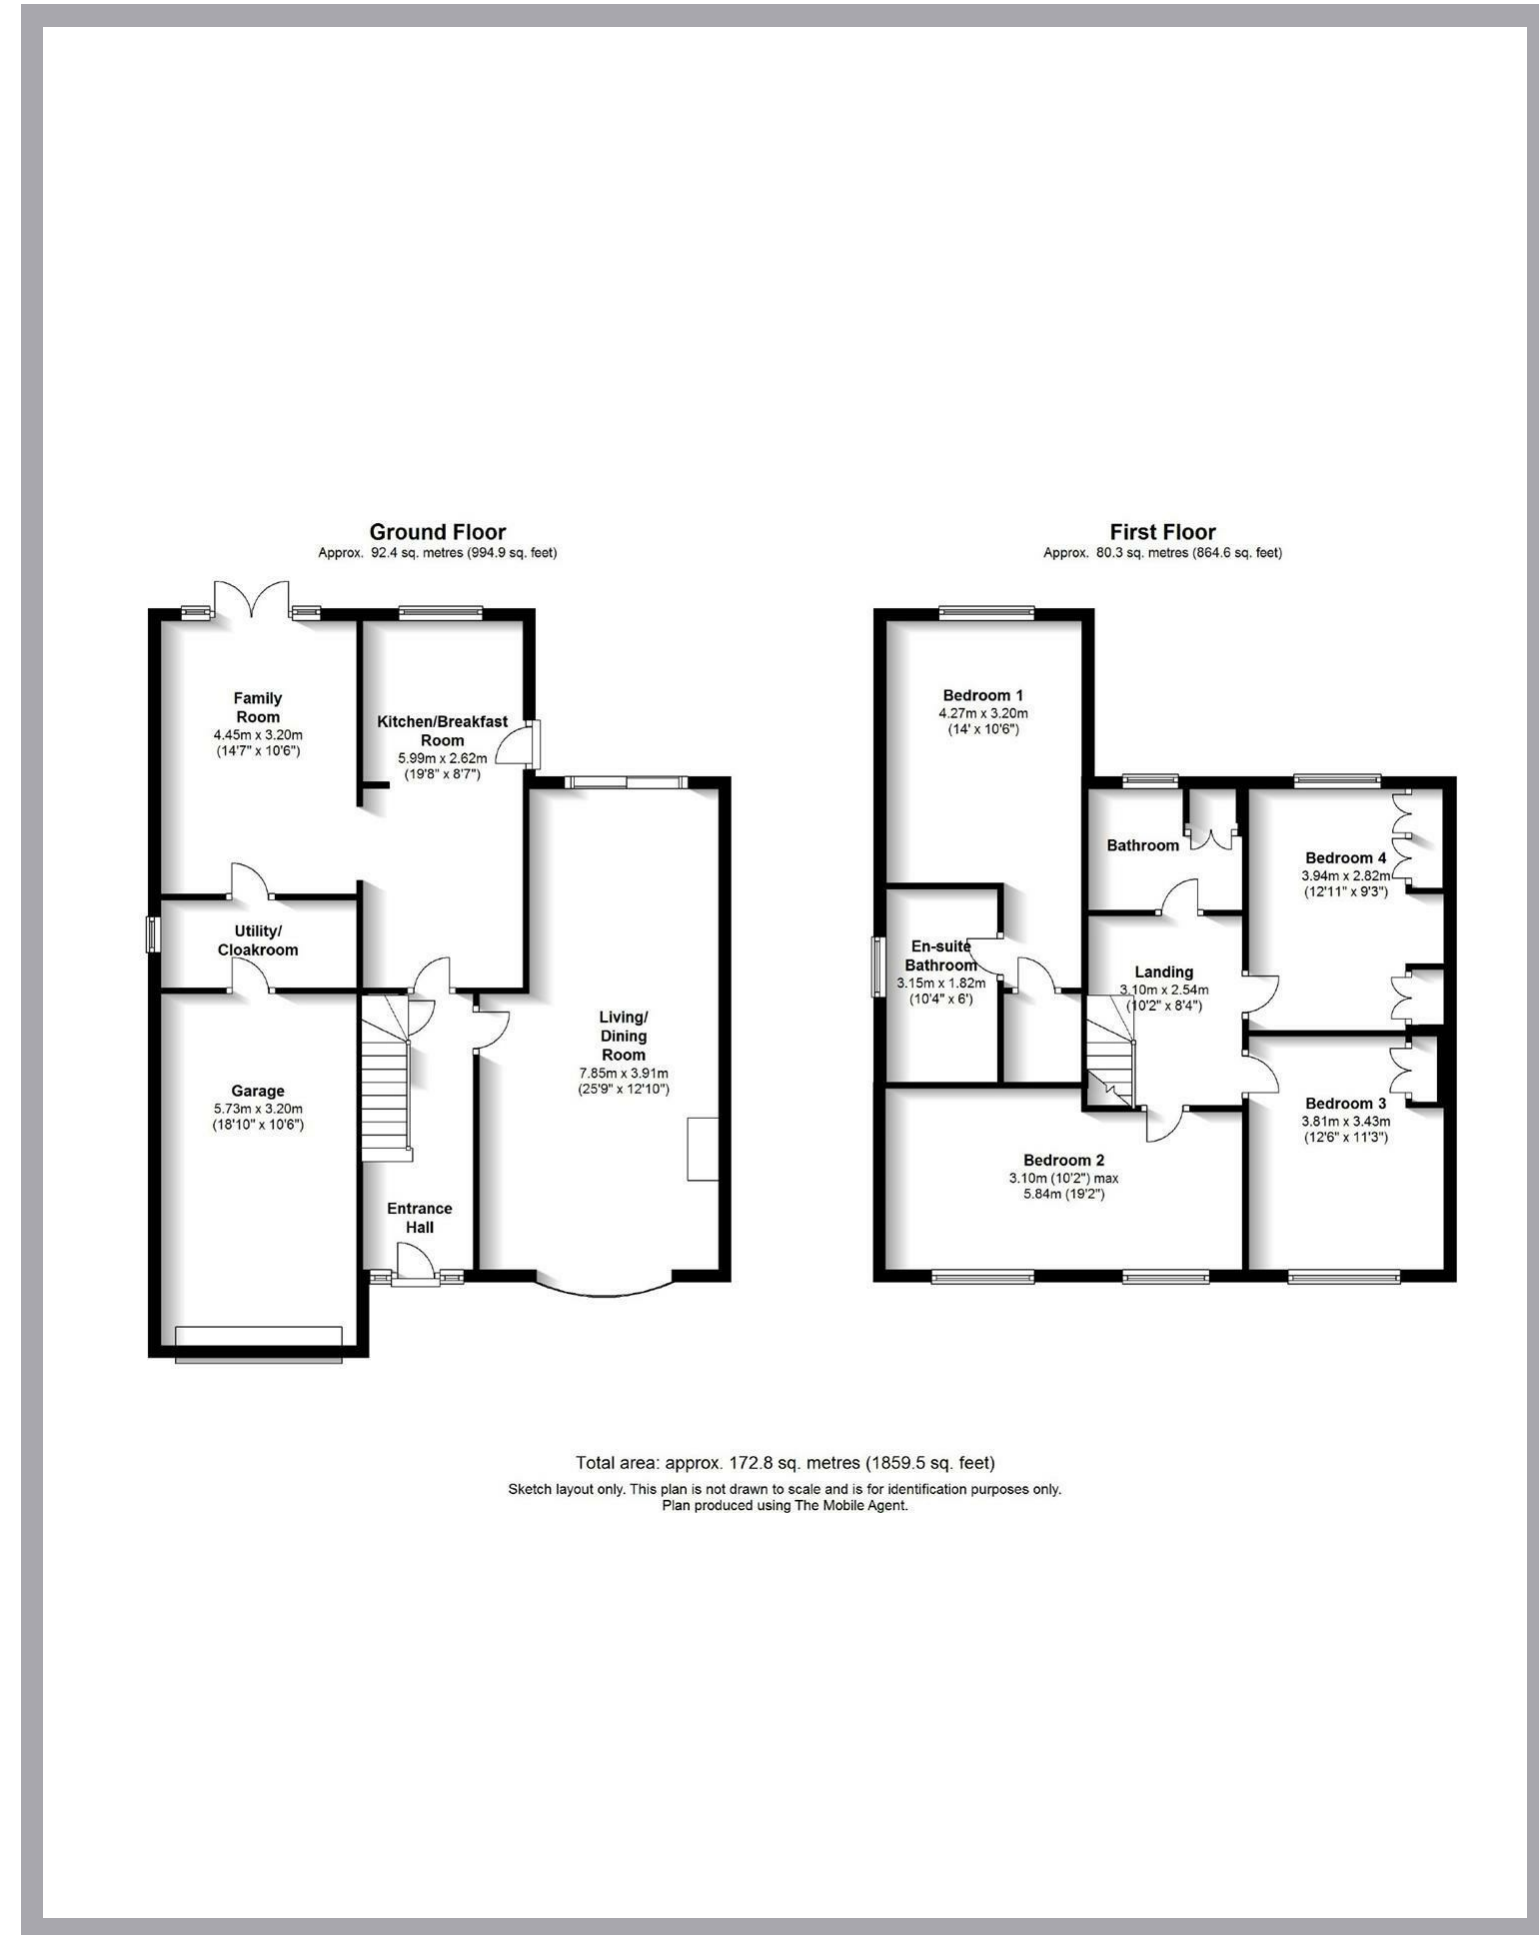 Ground Floor
Approx. 92.4 sq. metres (994.9 sq. feet)
Family
Room
4.45m x 3.20m
(14'7" x 10'6")
Kitchen/Breakfast
Room
5.99m x 2.62m
(19'8" x 8'7")
Utility/
Cloakroom
Living/
Dining
Room
7.85m x 3.91m
(25'9" x 12'10")
Garage
5.73m x 3.20m
(18'10" x 10'6")
Entrance
Hall
First Floor
Approx. 80.3 sq. metres (864.6 sq. feet)
Bedroom 1
4.27m x 3.20m
(14' x 10'6")
Bathroom
Bedroom 4
3.94m x 2.82m
(12'11" x 9'3")
En-suite
Bathroom
3.15m x 1.82m
(10'4" x 6')
Landing
3.10m x 2.54m
(10'2" x 8'4")
Bedroom 3
3.81m x 3.43m
(12'6" x 11'3")
Bedroom 2
3.10m (10'2") max
5.84m (19'2")
Total area: approx. 172.8 sq. metres (1859.5 sq. feet)
Sketch layout only. This plan is not drawn to scale and is for identification purposes only.
Plan produced using The Mobile Agent.